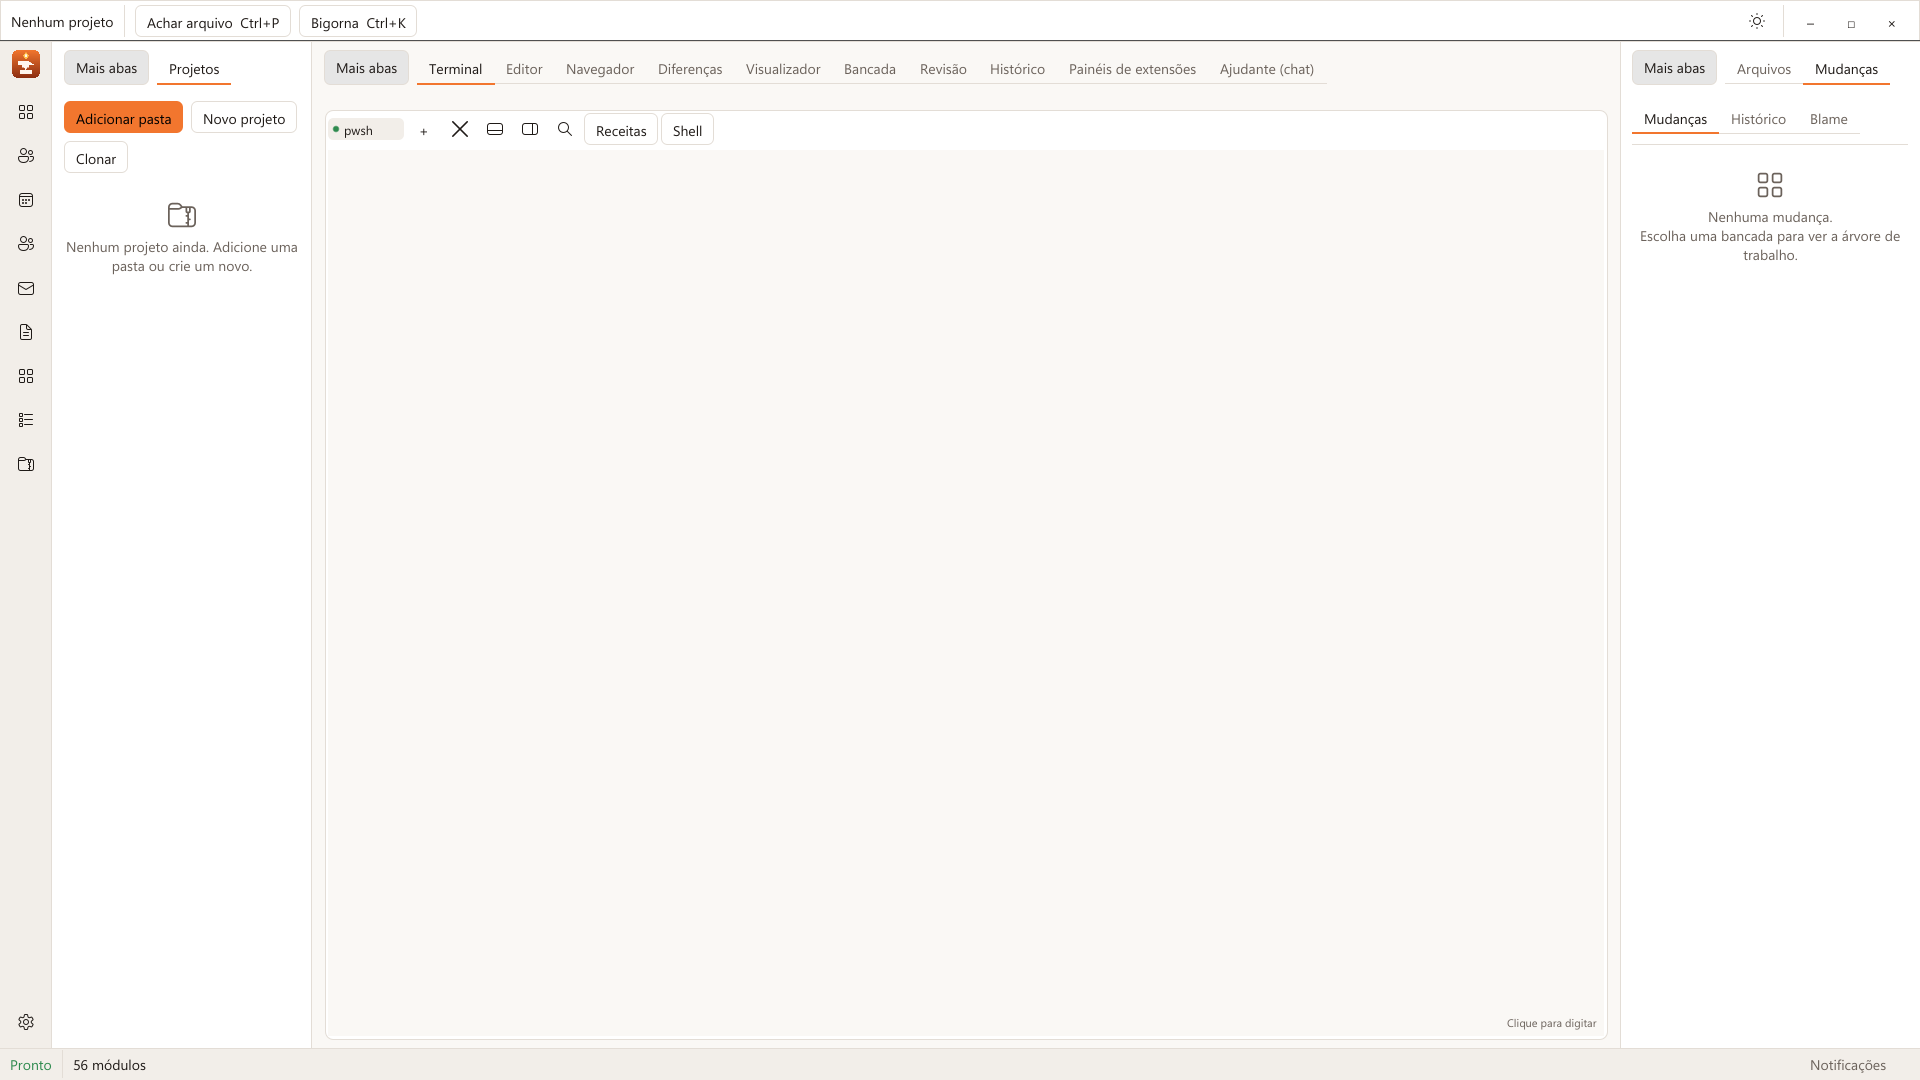 Nenhum projeto
Achar arquivo Ctrl+P
Bigorna Ctrl+K
Mais abas
Projetos
Adicionar pasta
Novo projeto
Clonar
Nenhum projeto ainda. Adicione uma
pasta ou crie um novo.
Mais abas
Terminal
Editor
Navegador
Diferenças
Visualizador
Bancada
Revisão
Histórico
Painéis de extensões
Ajudante (chat)
pwsh
+
Receitas
Shell
Clique para digitar
Mais abas
Arquivos
Mudanças
Mudanças
Histórico
Blame
Nenhuma mudança.
Escolha uma bancada para ver a árvore de
trabalho.
Pronto
56 módulos
Notificações